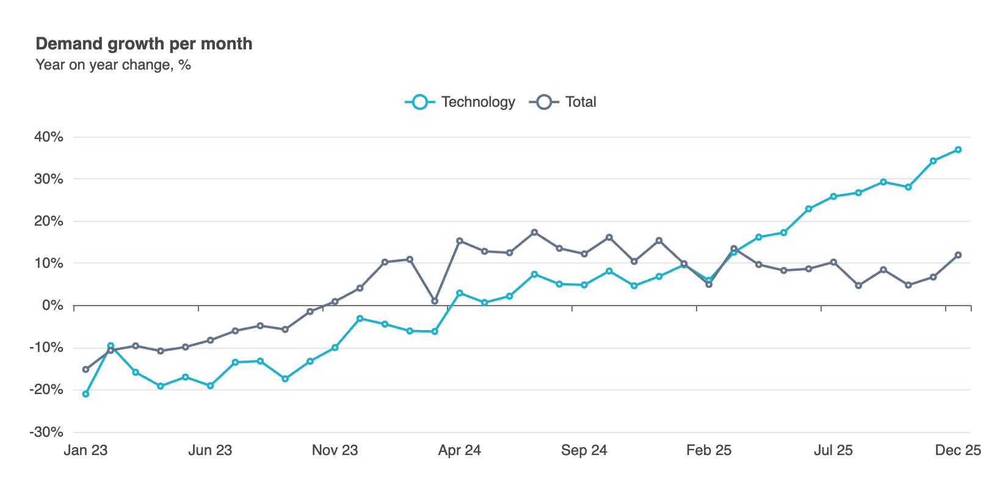 Demand growth per month
Year on year change, %
Technology Total
40%
30%
20%
10%
0%
-10%
-20%
-30%
Jan 23 Jun 23 Nov 23 Apr 24 Sep 24 Feb 25 Jul 25 Dec 25